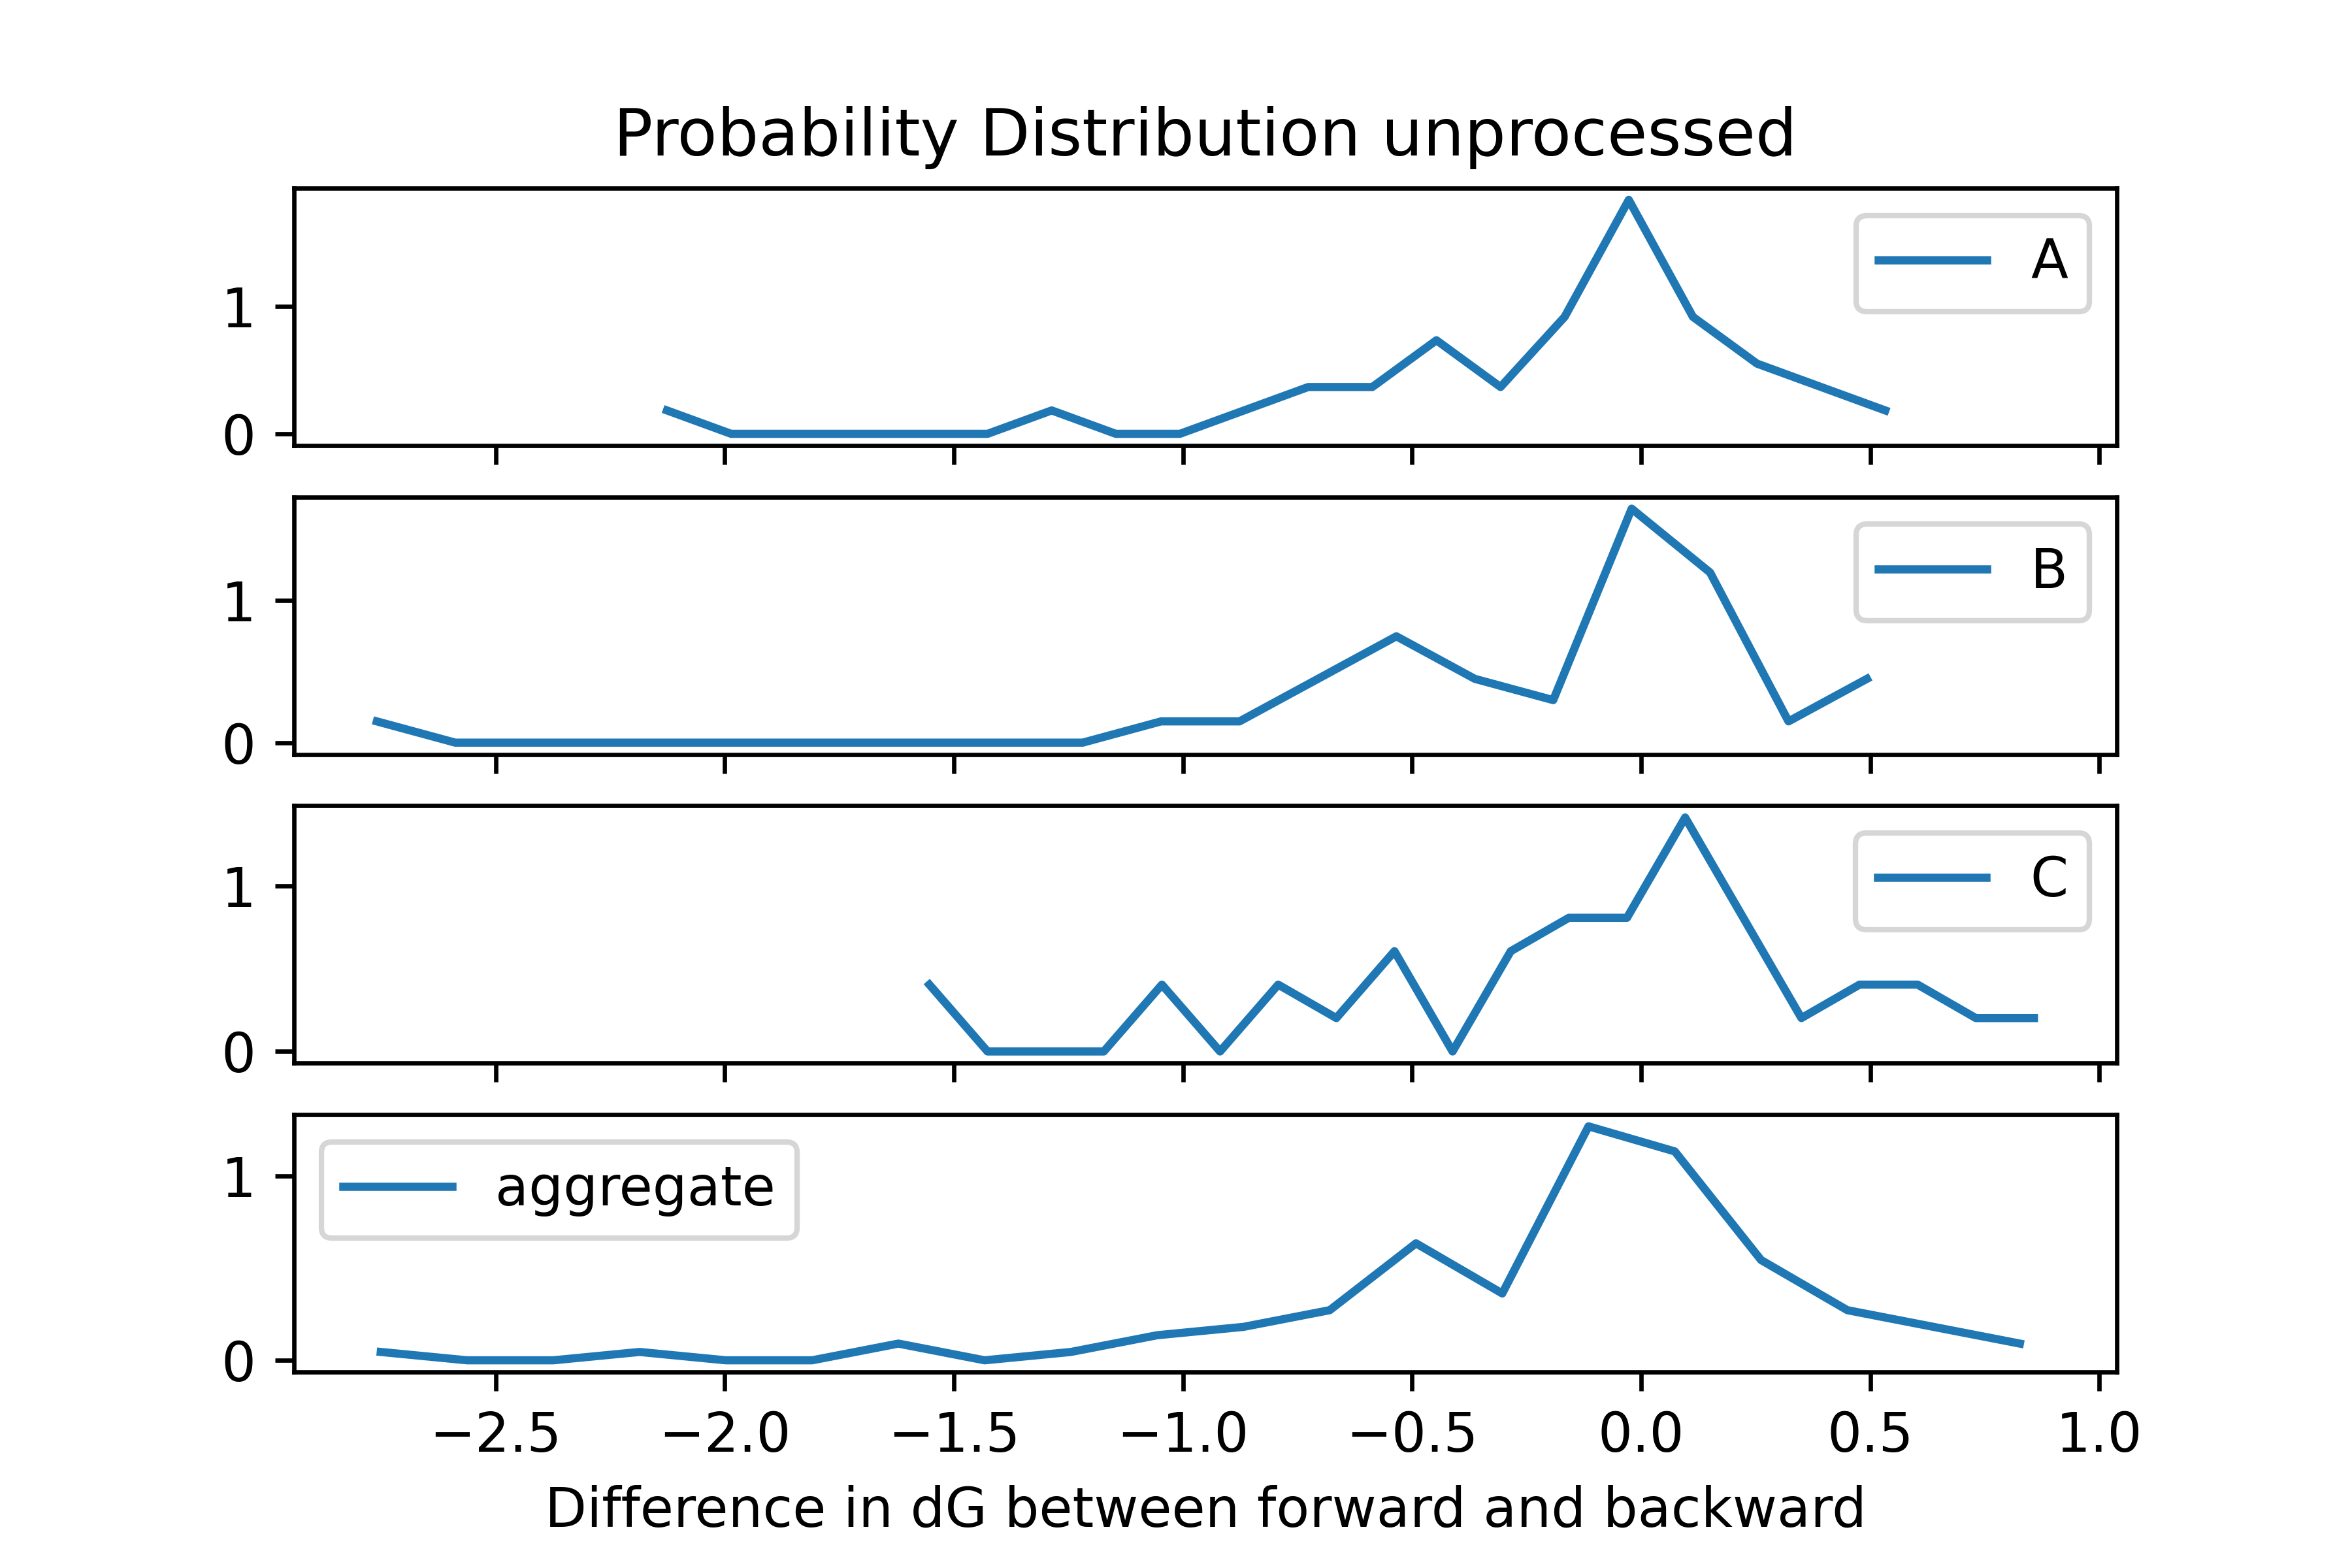 Probability Distribution unprocessed
A
1
0
B
1
0
C
1
0
aggregate
1
0
−2.5 −2.0 −1.5 −1.0 −0.5 0.0 0.5 1.0
Difference in dG between forward and backward